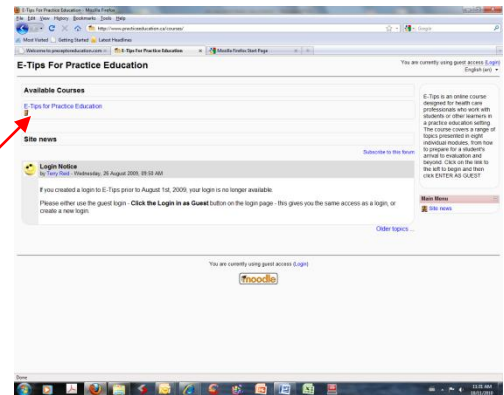 E-Tips For Practice Education - Mozilla Firefox
File Edit View History Bookmarks Tools Help
http://www.practiceeducation.ca/courses/
Most Visited Getting Started Latest Headlines
E-Tips for Practice Education
Mozilla Firefox Start Page
E-Tips For Practice Education
You are currently using guest access (Login)
English (en)
Available Courses
E-Tips for Practice Education
Site news
Subscribe to this forum
Login Notice
by Terry Reid - Wednesday, 26 August 2009, 09:59 AM
If you created a login to E-Tips prior to August 1st, 2009, your login is no longer available.
Please either use the guest login - Click the Login in as Guest button on the login page - this gives you the same access as a login, or
create a new login.
Older topics ...
E-Tips is an online course
designed for health care
professionals who work with
students or other learners in
a practice education setting.
The course covers a range of
topics presented in eight
individual modules, from how
to prepare for a student's
arrival to evaluation and
beyond. Click on the link to
the left to begin and then
click ENTER AS GUEST
Main Menu
Site news
You are currently using guest access (Login)
moodle
Done
11:21 AM
18/01/2011